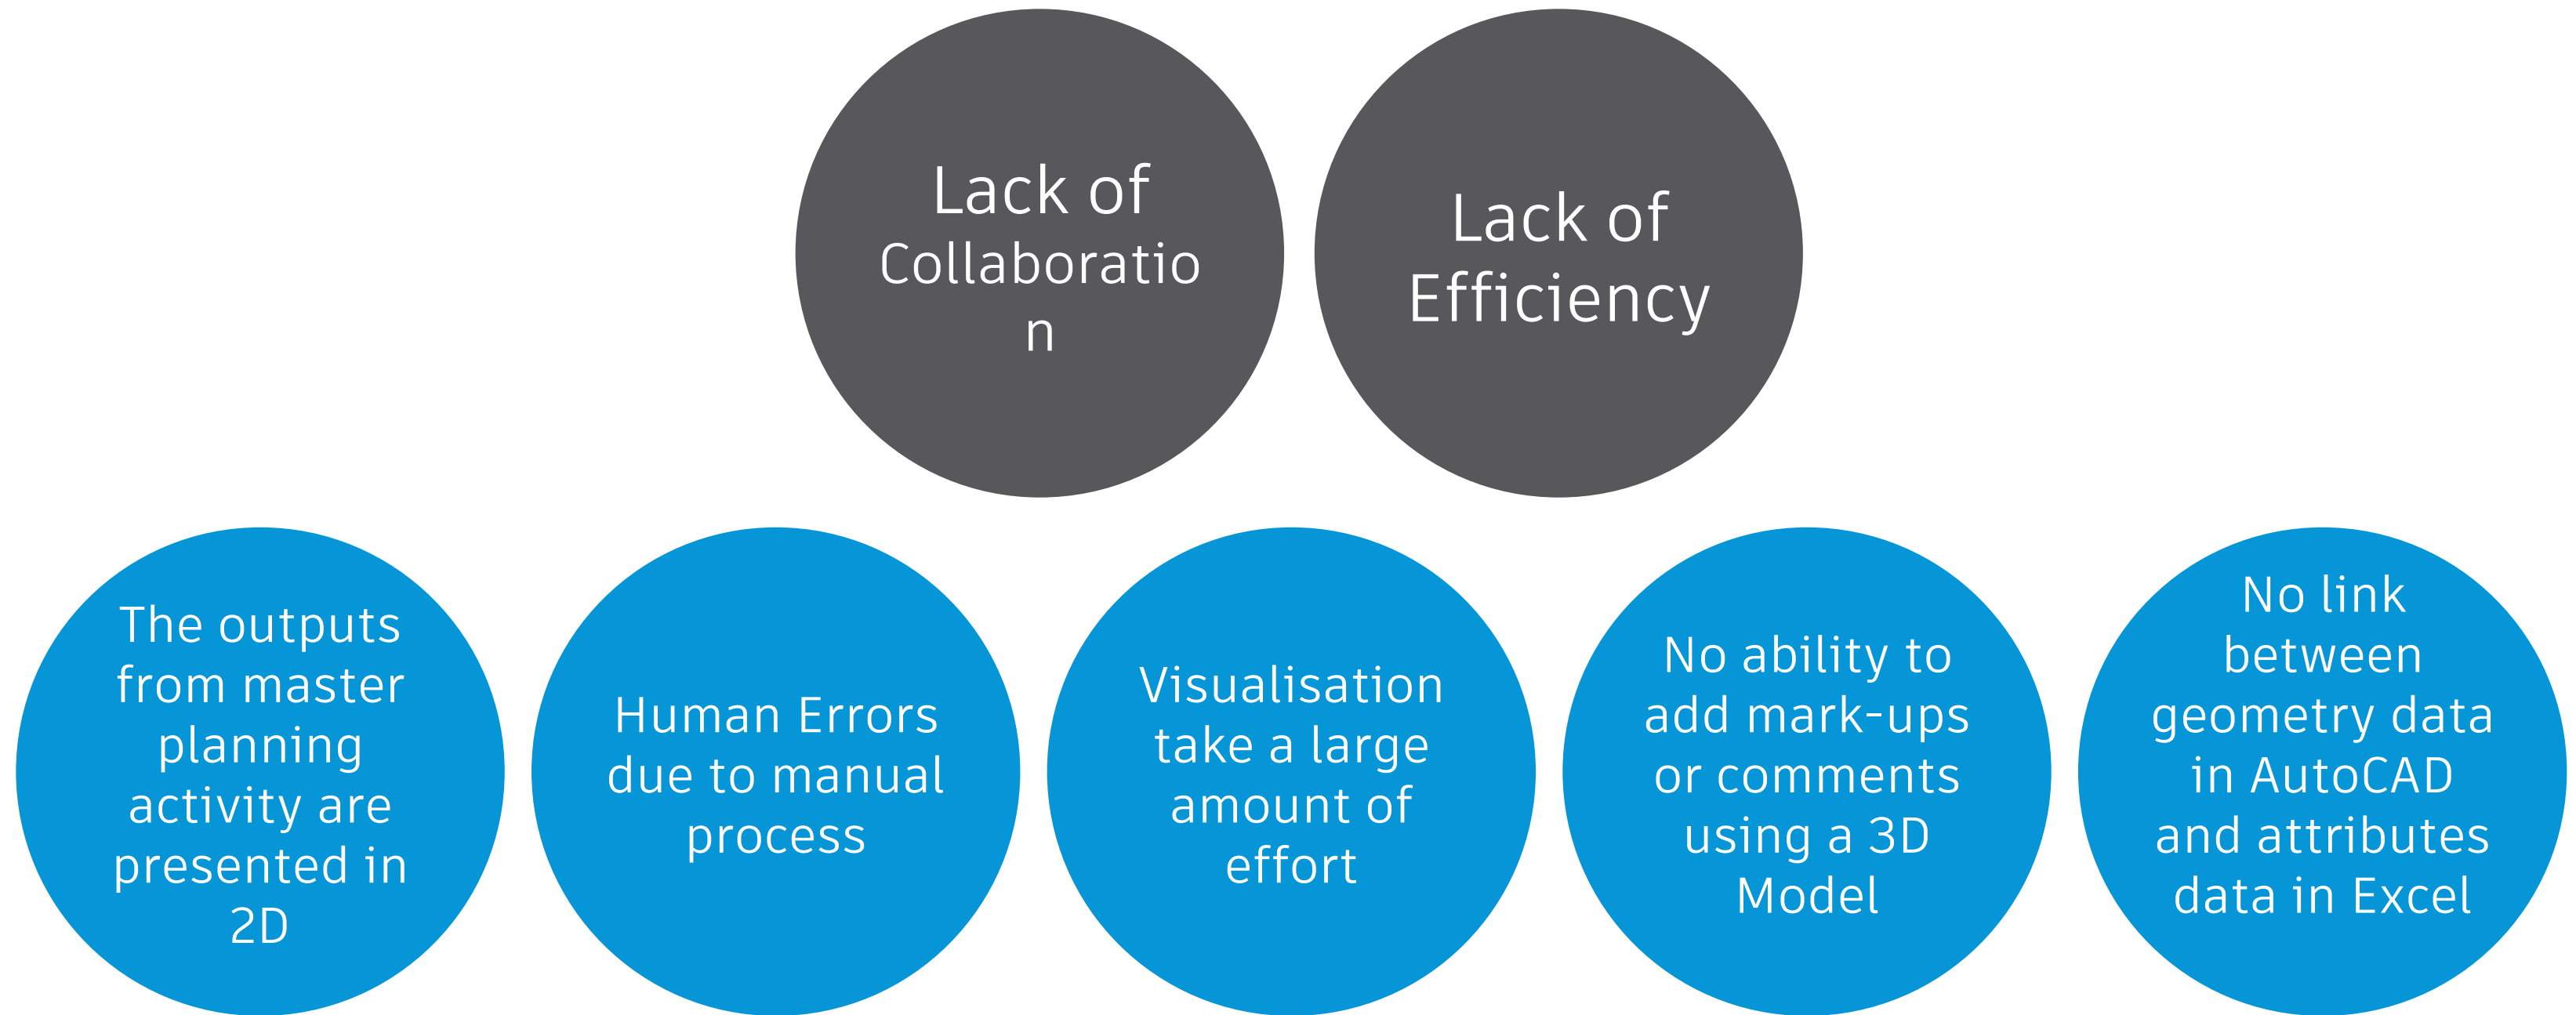 Lack of
Collaboratio
n
Lack of
Efficiency
The outputs
from master
planning
activity are
presented in
2D
Human Errors
due to manual
process
Visualisation
take a large
amount of
effort
No ability to
add mark-ups
or comments
using a 3D
Model
No link
between
geometry data
in AutoCAD
and attributes
data in Excel